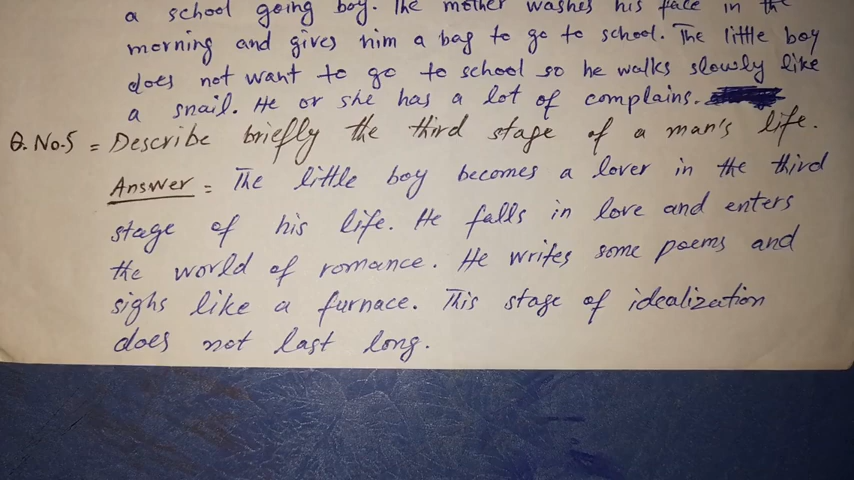 a school going boy. The mother washes his face in the
morning and gives him a bag to go to school. The little boy
does not want to go to school so he walks slowly like
a snail. He or she has a lot of complains.
Q. No.5 = Describe briefly the third stage of a man's life.
Answer = The little boy becomes a lover in the third
stage of his life. He falls in love and enters
the world of romance. He writes some poems and
sighs like a furnace. This stage of idealization
does not last long.